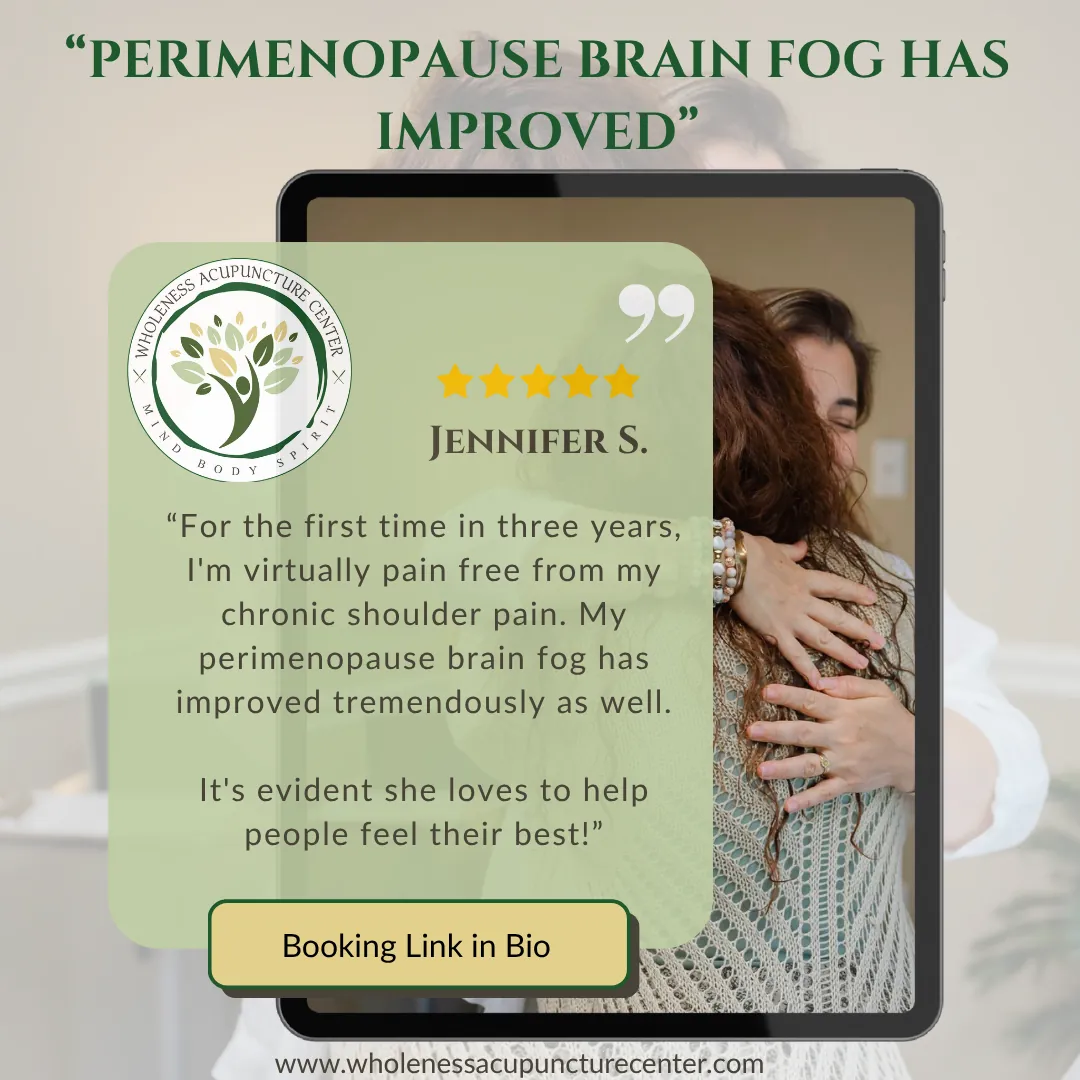 “PERIMENOPAUSE BRAIN FOG HAS
IMPROVED”
WHOLENESS ACUPUNCTURE CENTER
MIND BODY SPIRIT
”
JENNIFER S.
“For the first time in three years,
I'm virtually pain free from my
chronic shoulder pain. My
perimenopause brain fog has
improved tremendously as well.
It's evident she loves to help
people feel their best!”
Booking Link in Bio
www.wholenessacupuncturecenter.com